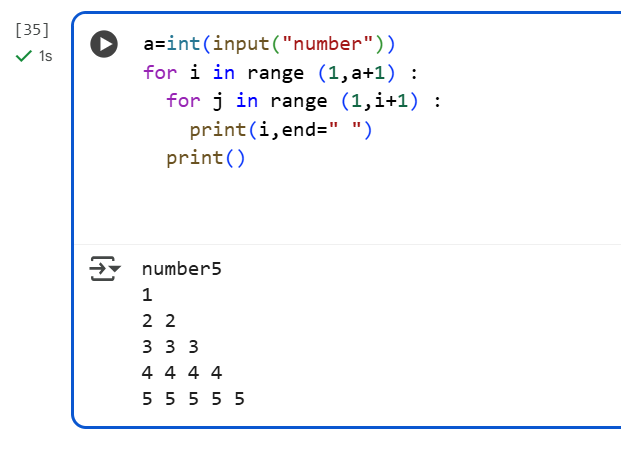 [35]
1s
a=int(input("number"))
for i in range (1,a+1) :
  for j in range (1,i+1) :
    print(i,end=" ")
  print()
number5
1
2 2
3 3 3
4 4 4 4
5 5 5 5 5